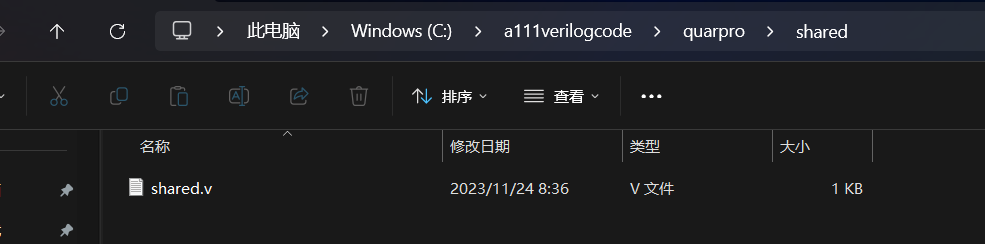 此电脑 > Windows (C:) > a111verilogcode > quarpro > shared
排序 查看
名称 修改日期 类型 大小
shared.v 2023/11/24 8:36 V 文件 1 KB